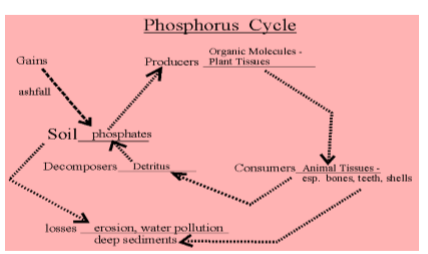 Phosphorus Cycle
Gains
Producers
Organic Molecules -
Plant Tissues
ashfall
Soil phosphates
Decomposers Detritus
Consumers Animal Tissues -
esp. bones, teeth, shells
losses erosion, water pollution
deep sediments